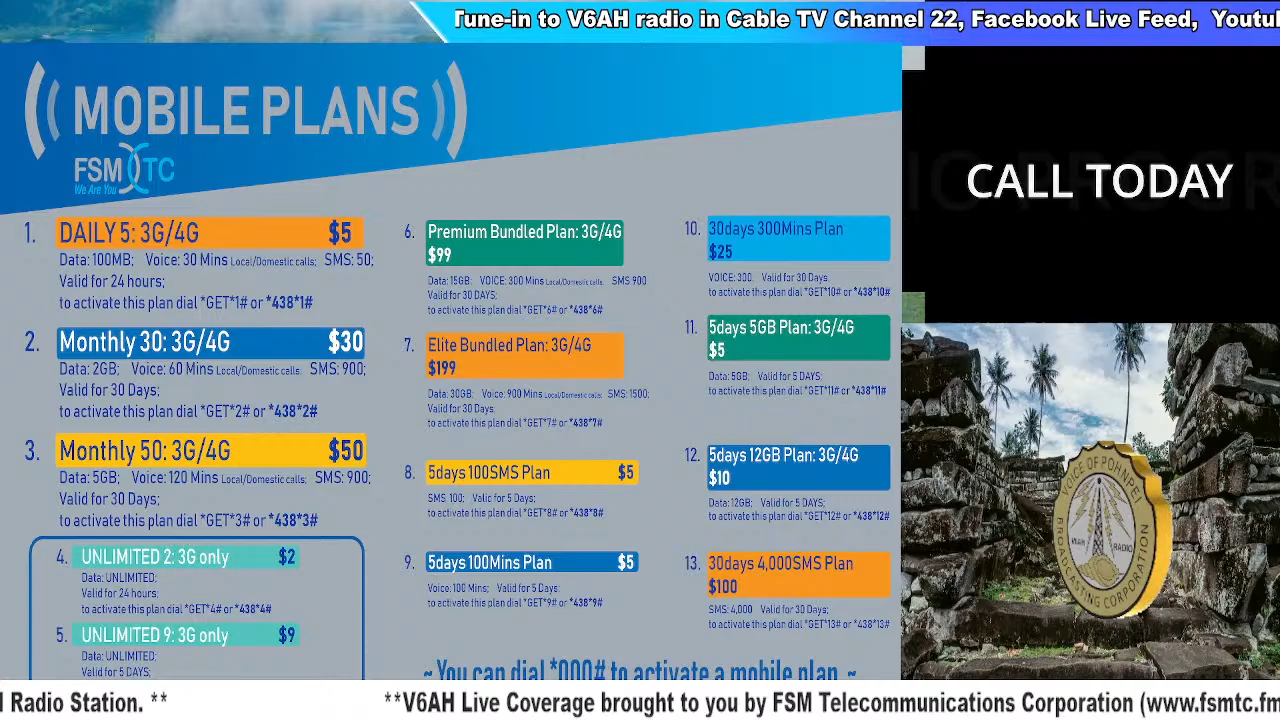 Tune-in to V6AH radio in Cable TV Channel 22, Facebook Live Feed, Youtu
MOBILE PLANS
FSMTC
We Are You
1. DAILY 5: 3G/4G $5
Data: 100MB; Voice: 30 Mins Local/Domestic calls; SMS: 50;
Valid for 24 hours;
to activate this plan dial *GET*1# or *438*1#
2. Monthly 30: 3G/4G $30
Data: 2GB; Voice: 60 Mins Local/Domestic calls; SMS: 900;
Valid for 30 Days;
to activate this plan dial *GET*2# or *438*2#
3. Monthly 50: 3G/4G $50
Data: 5GB; Voice: 120 Mins Local/Domestic calls; SMS: 900;
Valid for 30 Days;
to activate this plan dial *GET*3# or *438*3#
4. UNLIMITED 2: 3G only $2
Data: UNLIMITED;
Valid for 24 hours;
to activate this plan dial *GET*4# or *438*4#
5. UNLIMITED 9: 3G only $9
Data: UNLIMITED;
Valid for 5 DAYS,
6. Premium Bundled Plan: 3G/4G
$99
Data: 15GB; VOICE: 300 Mins Local/Domestic calls; SMS 900
Valid for 30 DAYS;
to activate this plan dial *GET*6# or *438*6#
7. Elite Bundled Plan: 3G/4G
$199
Data: 30GB; Voice: 900 Mins Local/Domestic calls; SMS: 1500;
Valid for 30 Days;
to activate this plan dial *GET*7# or *438*7#
8. 5days 100SMS Plan $5
SMS 100; Valid for 5 Days;
to activate this plan dial *GET*8# or *438*8#
9. 5days 100Mins Plan $5
Voice: 100 Mins; Valid for 5 Days;
to activate this plan dial *GET*9# or *438*9#
10. 30days 300Mins Plan
$25
VOICE: 300 Valid for 30 Days;
to activate this plan dial *GET*10# or *438*10#
11. 5days 5GB Plan: 3G/4G
$5
Data: 5GB; Valid for 5 DAYS;
to activate this plan dial *GET*11# or *438*11#
12. 5days 12GB Plan: 3G/4G
$10
Data: 12GB; Valid for 5 DAYS;
to activate this plan dial *GET*12# or *438*12#
13. 30days 4,000SMS Plan
$100
SMS: 4,000 Valid for 30 Days;
to activate this plan dial *GET*13# or *438*13#
~ You can dial *000# to activate a mobile plan ~
CALL TODAY
VOICE OF POHNPEI
V6AH RADIO
BROADCASTING CORPORATION
l Radio Station. ** **V6AH Live Coverage brought to you by FSM Telecommunications Corporation (www.fsmtc.fm